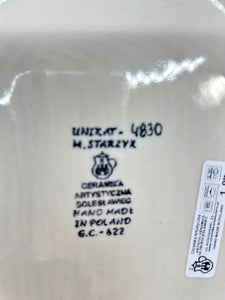 UNIKAT - 4830
M. STARZYK
CERAMIKA
ARTYSTYCZNA
BOLESŁAWIEC
HAND MADE
IN POLAND
G.C.-622